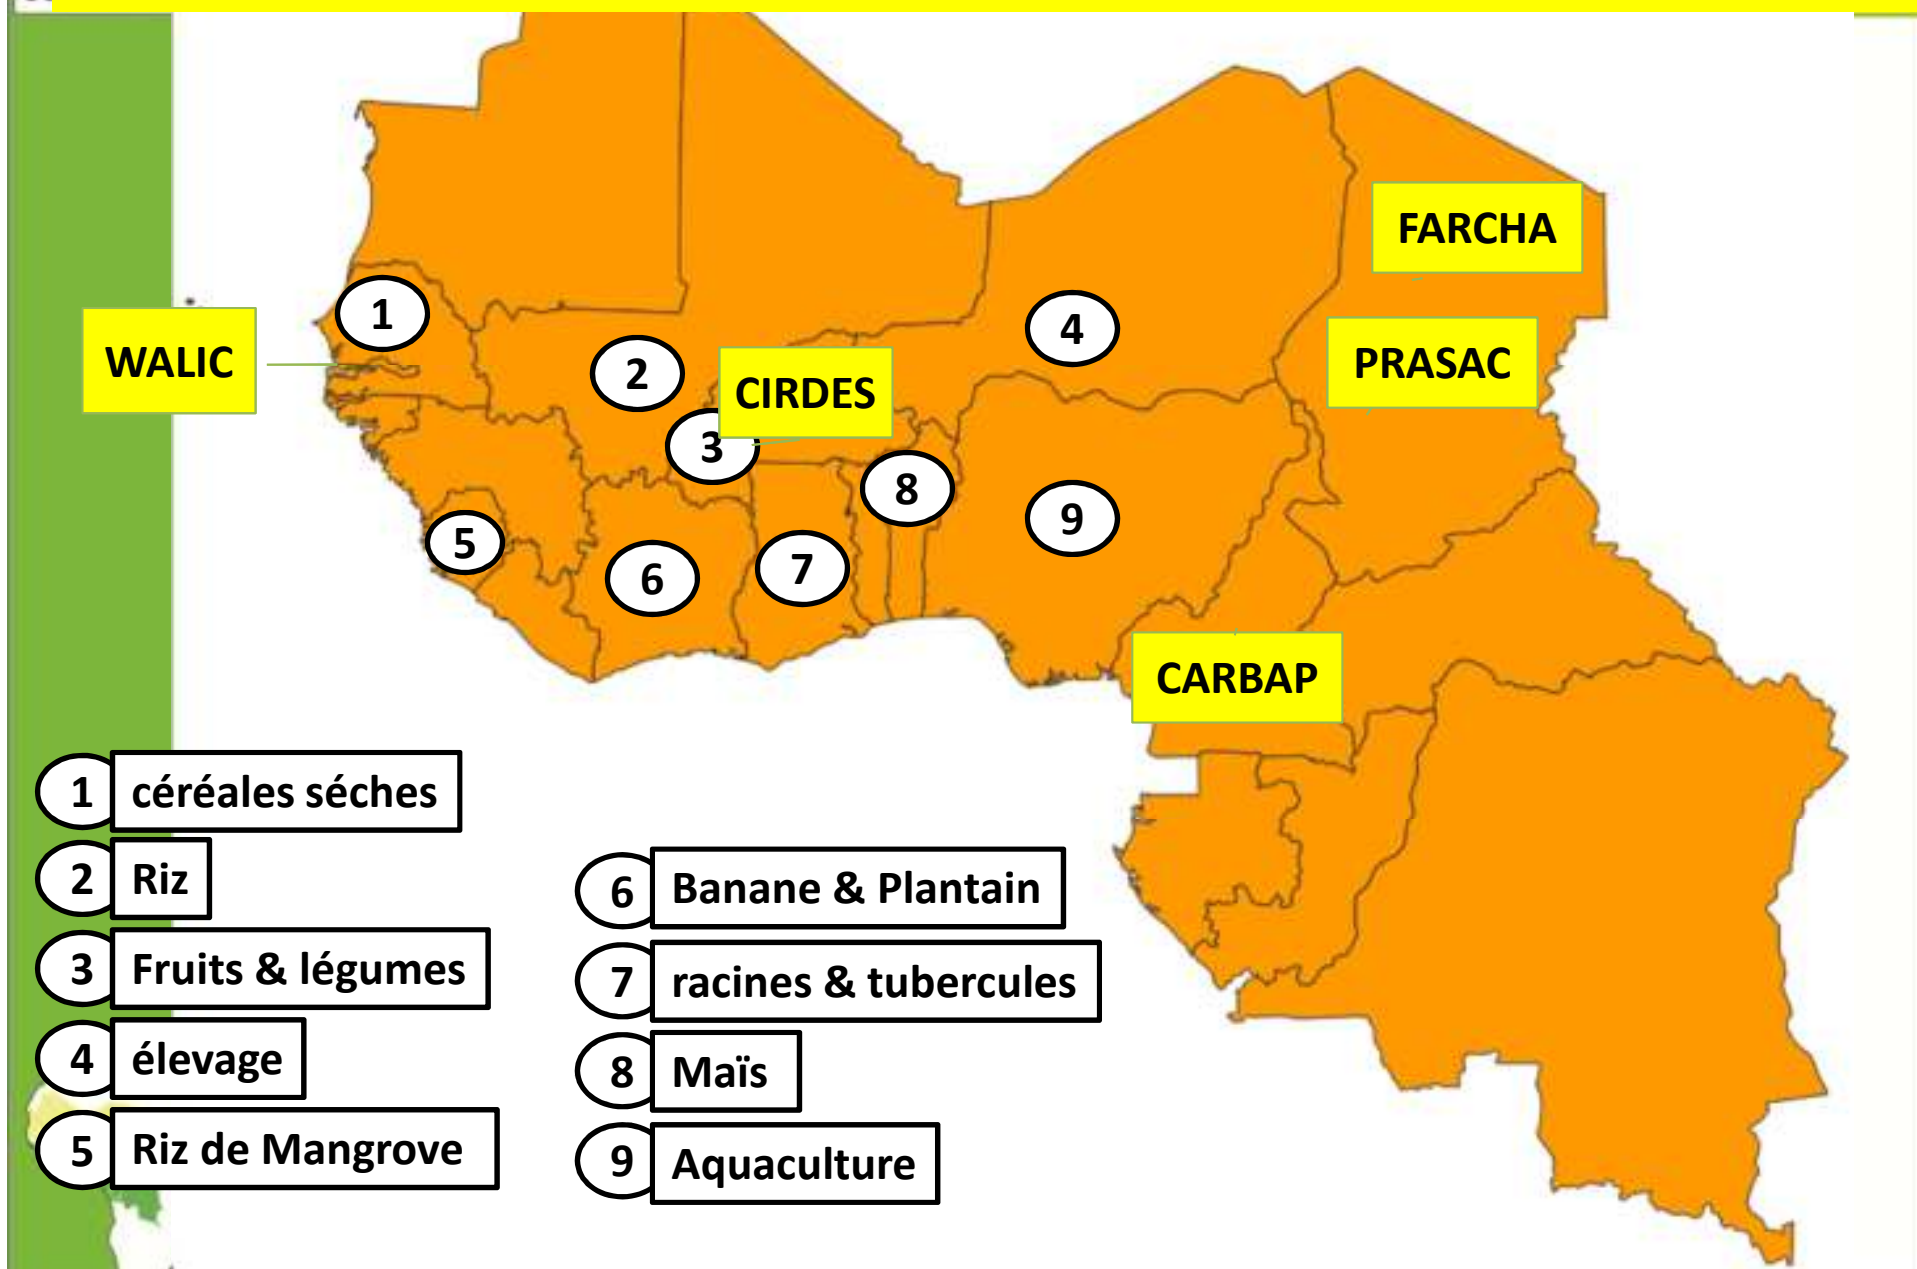 FARCHA
1
4
WALIC
PRASAC
2
CIRDES
3
8
9
5
7
6
CARBAP
1 céréales séches
2 Riz
3 Fruits & légumes
4 élevage
5 Riz de Mangrove
6 Banane & Plantain
7 racines & tubercules
8 Maïs
9 Aquaculture